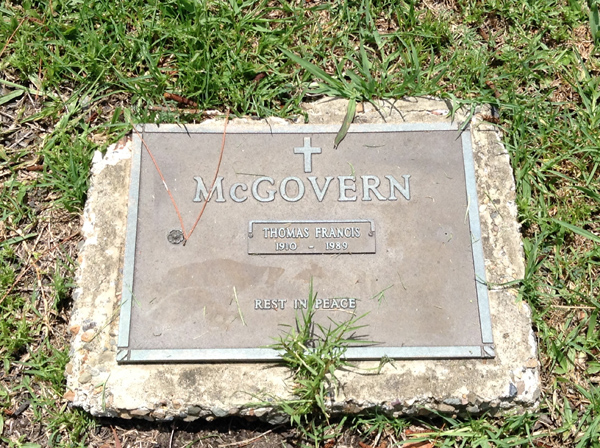 McGOVERN
THOMAS FRANCIS
1910 - 1989
REST IN PEACE